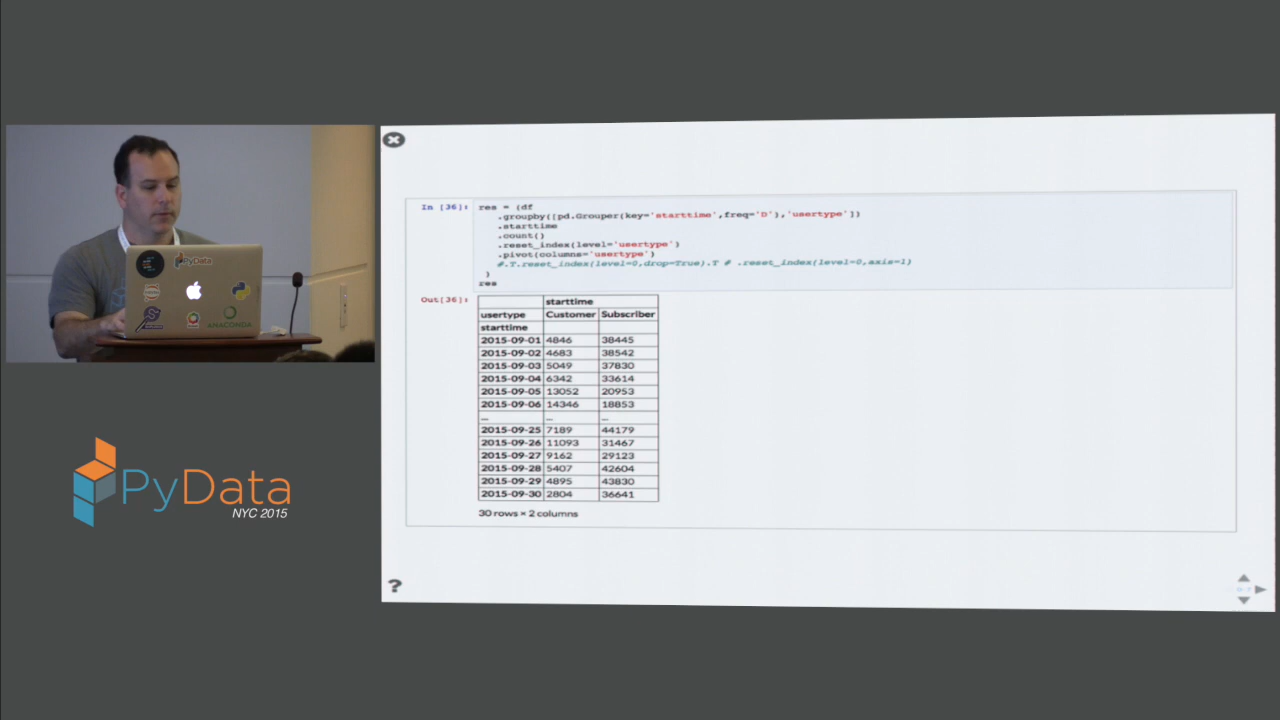 In [36]: res = (df
.groupby([pd.Grouper(key='starttime',freq='D'),'usertype'])
.starttime
.count()
.reset_index(level='usertype')
.pivot(columns='usertype')
#.T.reset_index(level=0,drop=True).T # .reset_index(level=0,axis=1)
)
res
Out[36]:
starttime
usertype Customer Subscriber
starttime
2015-09-01 4846 38445
2015-09-02 4683 38542
2015-09-03 5049 37830
2015-09-04 6342 33614
2015-09-05 13052 20953
2015-09-06 14346 18853
... ... ...
2015-09-25 7189 44179
2015-09-26 11093 31467
2015-09-27 9162 29123
2015-09-28 5407 42604
2015-09-29 4895 43830
2015-09-30 2804 36641
30 rows × 2 columns
?
PyData
ANACONDA
PyData
NYC 2015